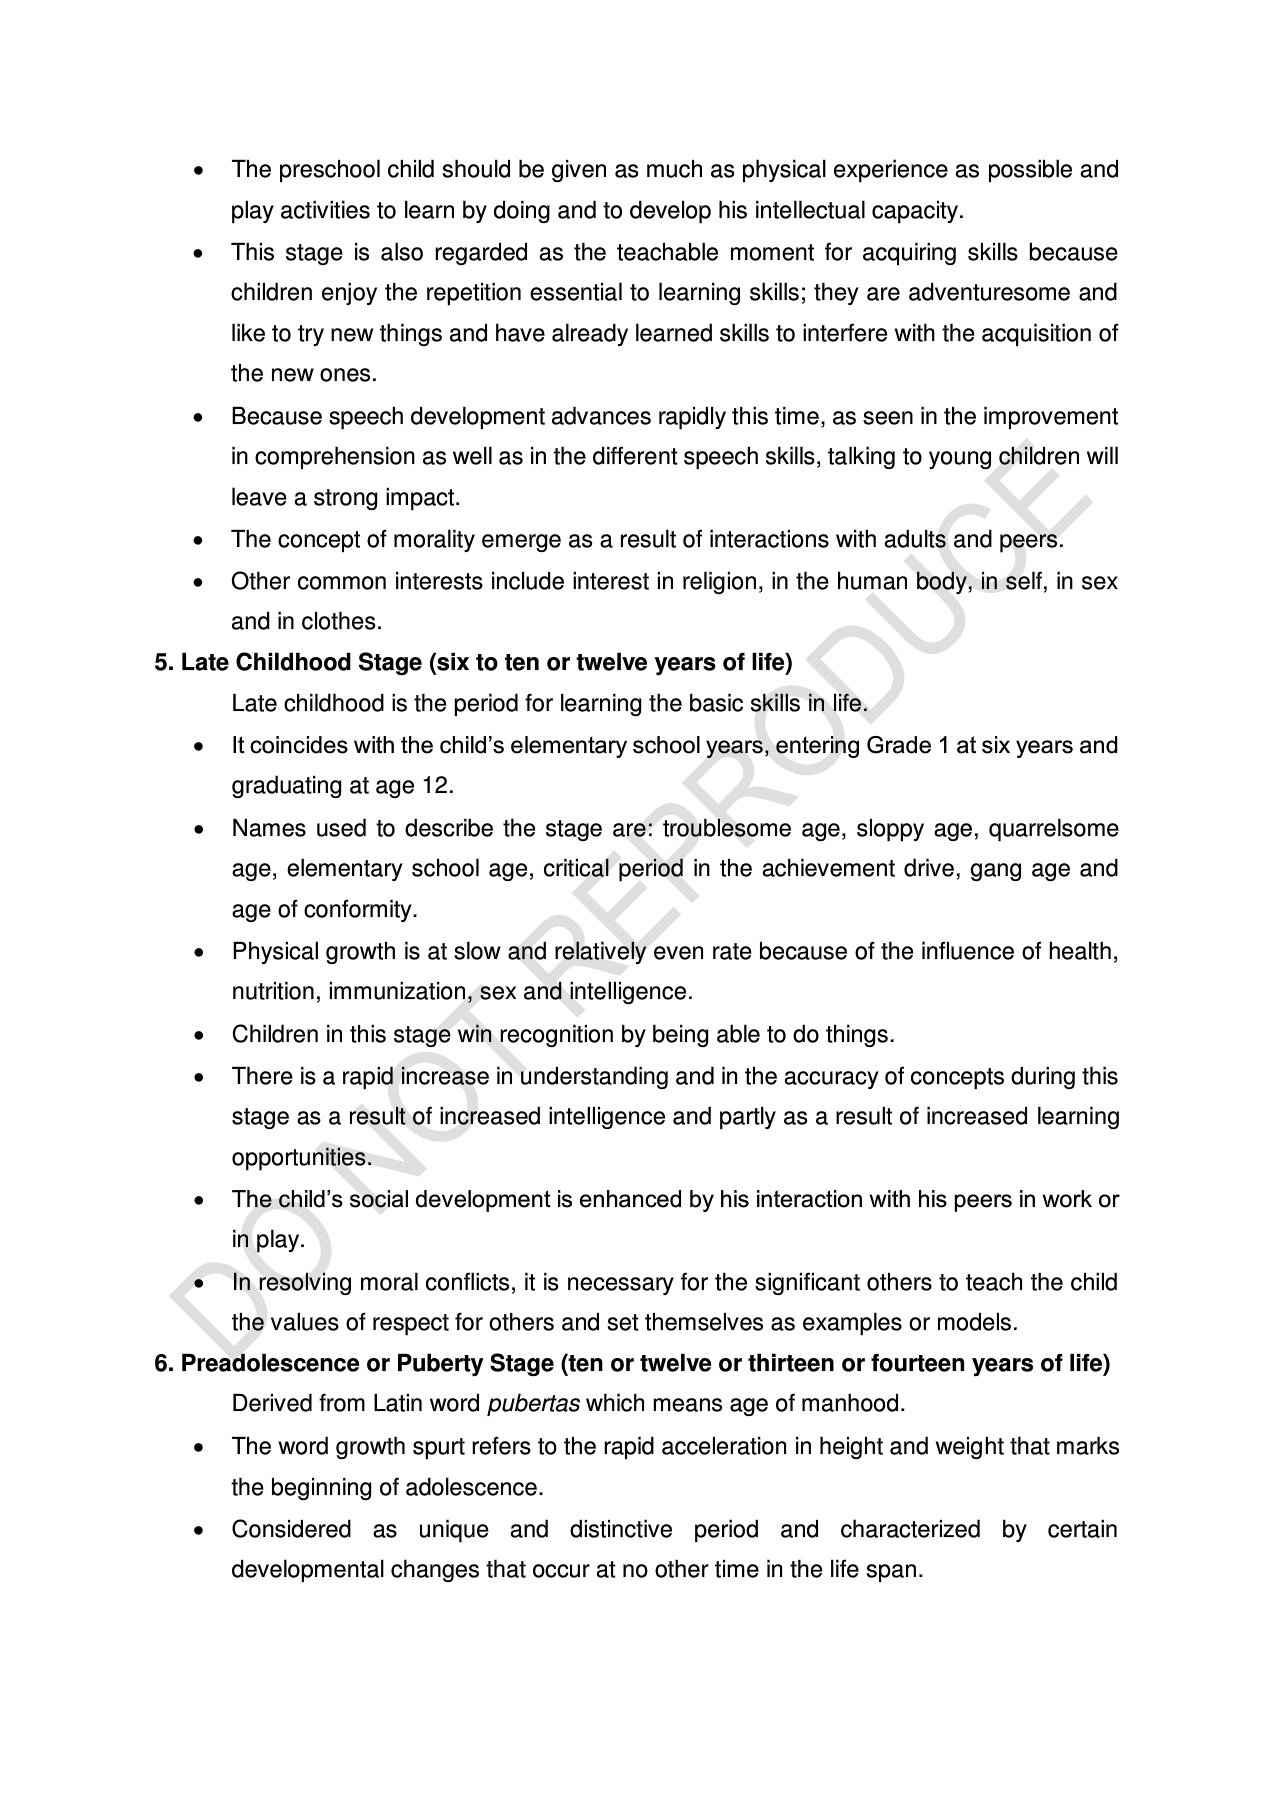 • The preschool child should be given as much as physical experience as possible and
play activities to learn by doing and to develop his intellectual capacity.
• This stage is also regarded as the teachable moment for acquiring skills because
children enjoy the repetition essential to learning skills; they are adventuresome and
like to try new things and have already learned skills to interfere with the acquisition of
the new ones.
• Because speech development advances rapidly this time, as seen in the improvement
in comprehension as well as in the different speech skills, talking to young children will
leave a strong impact.
• The concept of morality emerge as a result of interactions with adults and peers.
• Other common interests include interest in religion, in the human body, in self, in sex
and in clothes.
5. Late Childhood Stage (six to ten or twelve years of life)
Late childhood is the period for learning the basic skills in life.
• It coincides with the child’s elementary school years, entering Grade 1 at six years and
graduating at age 12.
• Names used to describe the stage are: troublesome age, sloppy age, quarrelsome
age, elementary school age, critical period in the achievement drive, gang age and
age of conformity.
• Physical growth is at slow and relatively even rate because of the influence of health,
nutrition, immunization, sex and intelligence.
• Children in this stage win recognition by being able to do things.
• There is a rapid increase in understanding and in the accuracy of concepts during this
stage as a result of increased intelligence and partly as a result of increased learning
opportunities.
• The child’s social development is enhanced by his interaction with his peers in work or
in play.
• In resolving moral conflicts, it is necessary for the significant others to teach the child
the values of respect for others and set themselves as examples or models.
6. Preadolescence or Puberty Stage (ten or twelve or thirteen or fourteen years of life)
Derived from Latin word pubertas which means age of manhood.
• The word growth spurt refers to the rapid acceleration in height and weight that marks
the beginning of adolescence.
• Considered as unique and distinctive period and characterized by certain
developmental changes that occur at no other time in the life span.
DO NOT REPRODUCE